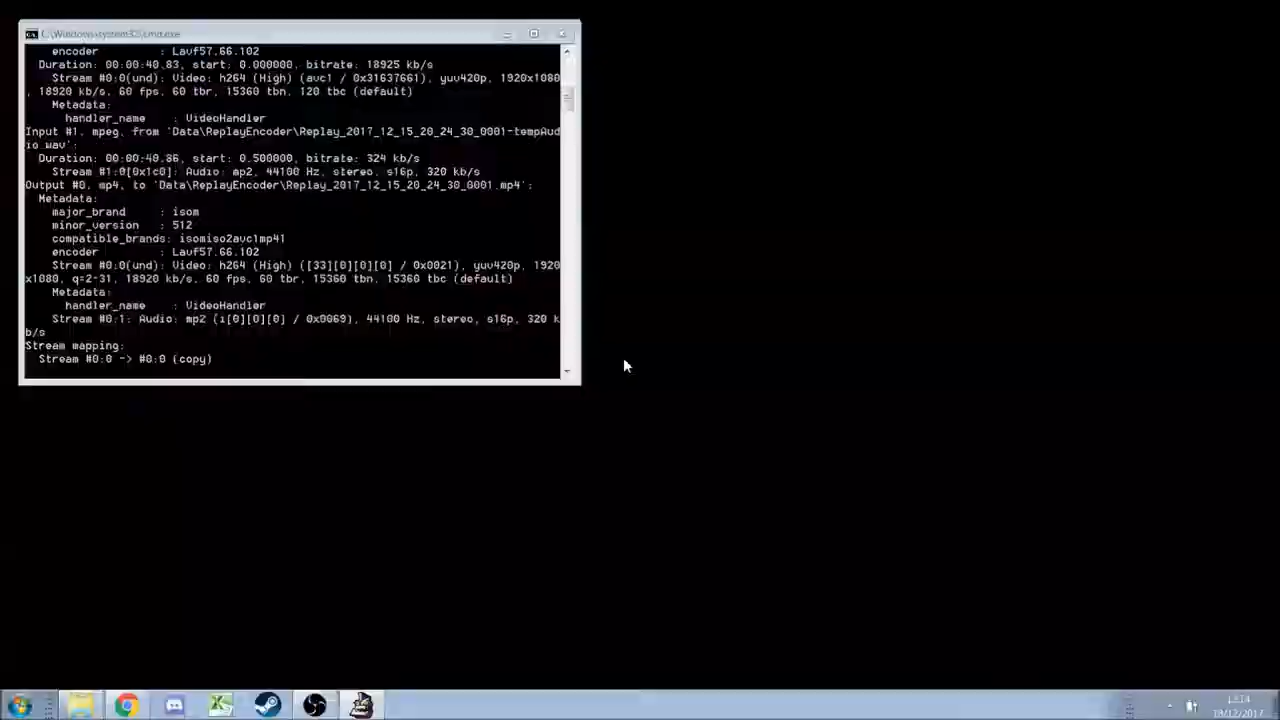 C:\Windows\system32\cmd.exe
encoder : Lavf57.66.102
Duration: 00:00:40.83, start: 0.000000, bitrate: 18925 kb/s
Stream #0:0(und): Video: h264 (High) (avc1 / 0x31637661), yuv420p, 1920x1080
, 18920 kb/s, 60 fps, 60 tbr, 15360 tbn, 120 tbc (default)
Metadata:
handler_name : VideoHandler
Input #1, mpeg, from 'Data\ReplayEncoder\Replay_2017_12_15_20_24_30_0001-tempAud
io.wav':
Duration: 00:00:40.86, start: 0.500000, bitrate: 324 kb/s
Stream #1:0[0x1c0]: Audio: mp2, 44100 Hz, stereo, s16p, 320 kb/s
Output #0, mp4, to 'Data\ReplayEncoder\Replay_2017_12_15_20_24_30_0001.mp4':
Metadata:
major_brand : isom
minor_version : 512
compatible_brands: isomiso2avc1mp41
encoder : Lavf57.66.102
Stream #0:0(und): Video: h264 (High) ([33][0][0][0] / 0x0021), yuv420p, 1920
x1080, q=2-31, 18920 kb/s, 60 fps, 60 tbr, 15360 tbn, 15360 tbc (default)
Metadata:
handler_name : VideoHandler
Stream #0:1: Audio: mp2 (i[0][0][0] / 0x0069), 44100 Hz, stereo, s16p, 320 k
b/s
Stream mapping:
Stream #0:0 -> #0:0 (copy)